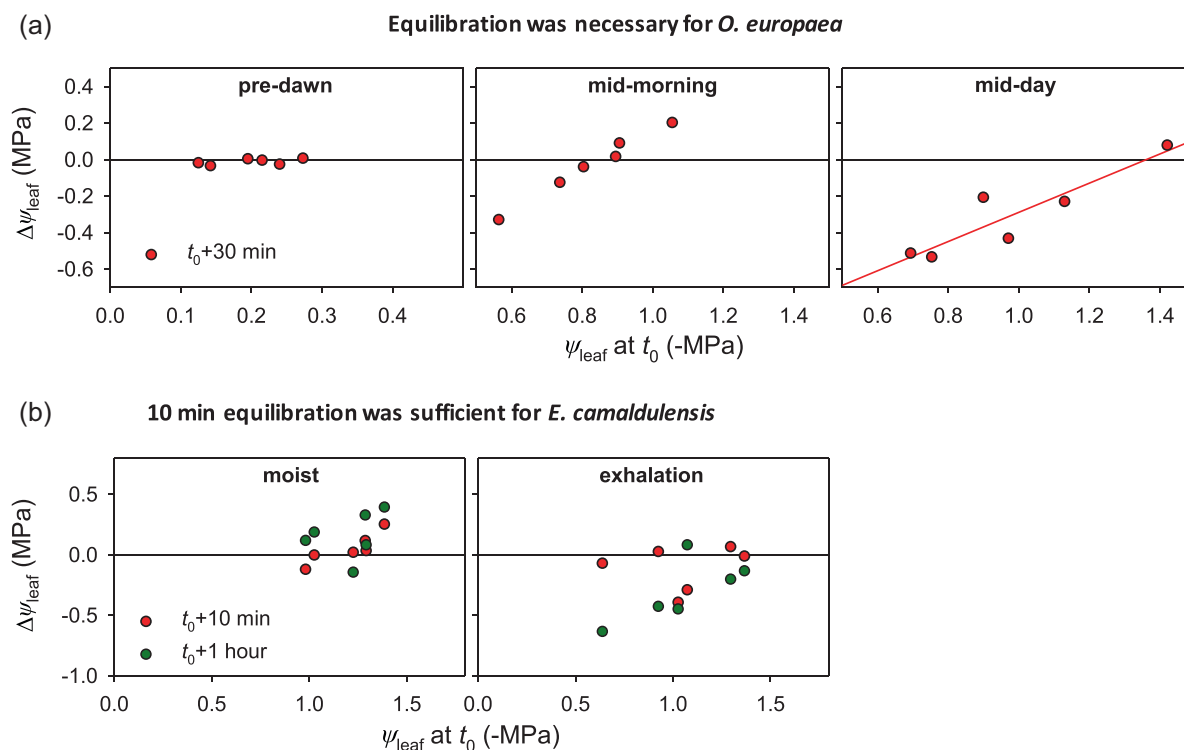 (a) Equilibration was necessary for O. europaea
pre-dawn mid-morning mid-day
Δψleaf (MPa)
0.4
0.2
0.0
-0.2
-0.4
-0.6
t0+30 min
0.0 0.1 0.2 0.3 0.4 0.6 0.8 1.0 1.2 1.4 0.6 0.8 1.0 1.2 1.4
ψleaf at t0 (-MPa)
(b) 10 min equilibration was sufficient for E. camaldulensis
moist exhalation
Δψleaf (MPa)
0.5
0.0
-0.5
-1.0
t0+10 min
t0+1 hour
0.0 0.5 1.0 1.5 0.0 0.5 1.0 1.5
ψleaf at t0 (-MPa)